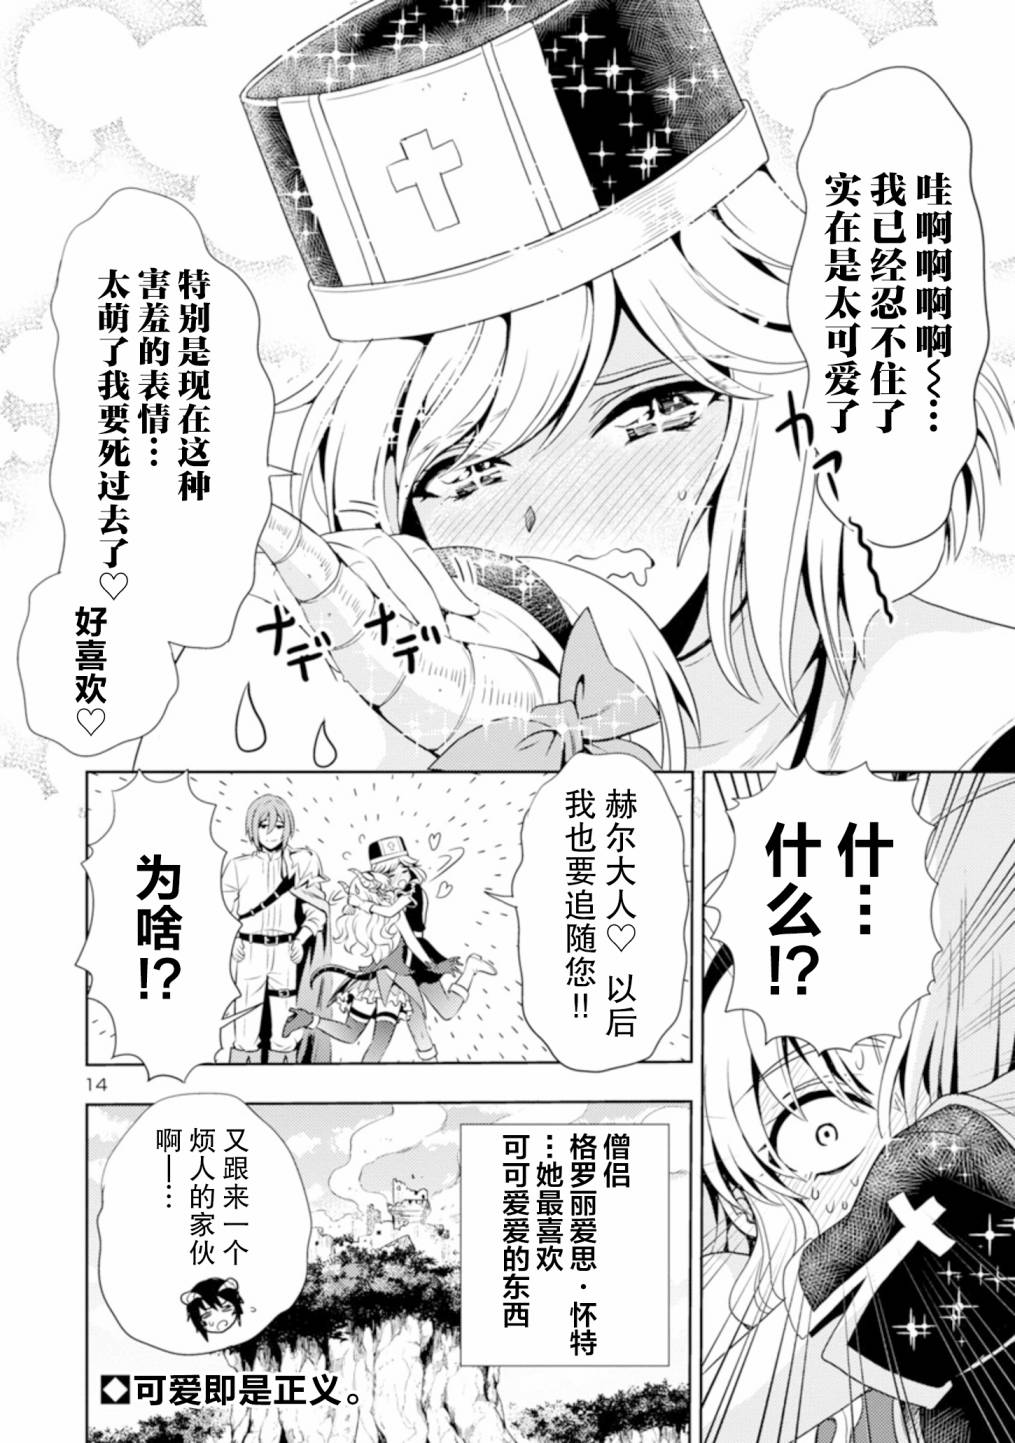 哇啊啊啊啊～…
我已经忍不住了
实在是太可爱了
特别是现在这种
害羞的表情…
太萌了我要死过去了♡
好喜欢♡
ナデ
ナデ
什…
什么!?
赫尔大人♡以后
我也要追随您!!
为啥!?
14
僧侣
格罗丽爱思·怀特
…她最喜欢
可可爱爱的东西
又跟来一个
烦人的家伙
啊—…
◆可爱即是正义。